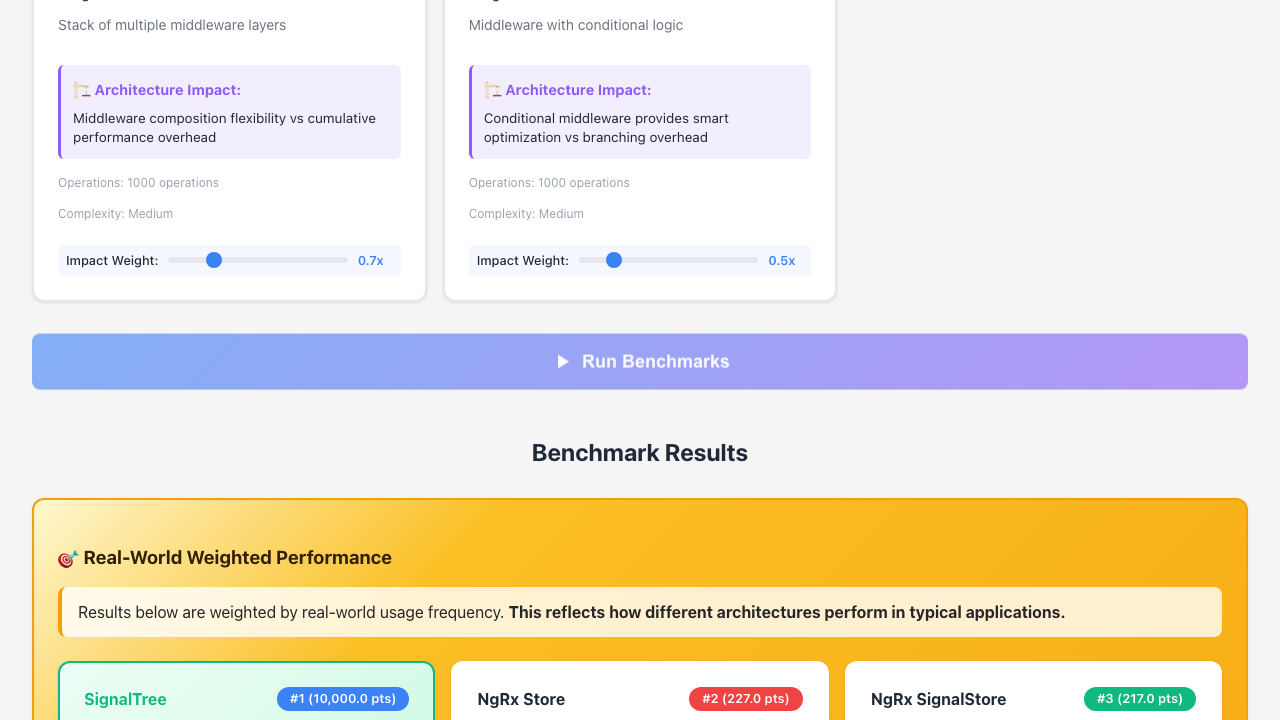 Stack of multiple middleware layers
Middleware with conditional logic
Architecture Impact:
Middleware composition flexibility vs cumulative
performance overhead
Architecture Impact:
Conditional middleware provides smart
optimization vs branching overhead
Operations: 1000 operations
Complexity: Medium
Operations: 1000 operations
Complexity: Medium
Impact Weight: 0.7x
Impact Weight: 0.5x
Run Benchmarks
Benchmark Results
Real-World Weighted Performance
Results below are weighted by real-world usage frequency. This reflects how different architectures perform in typical applications.
SignalTree #1 (10,000.0 pts)
NgRx Store #2 (227.0 pts)
NgRx SignalStore #3 (217.0 pts)